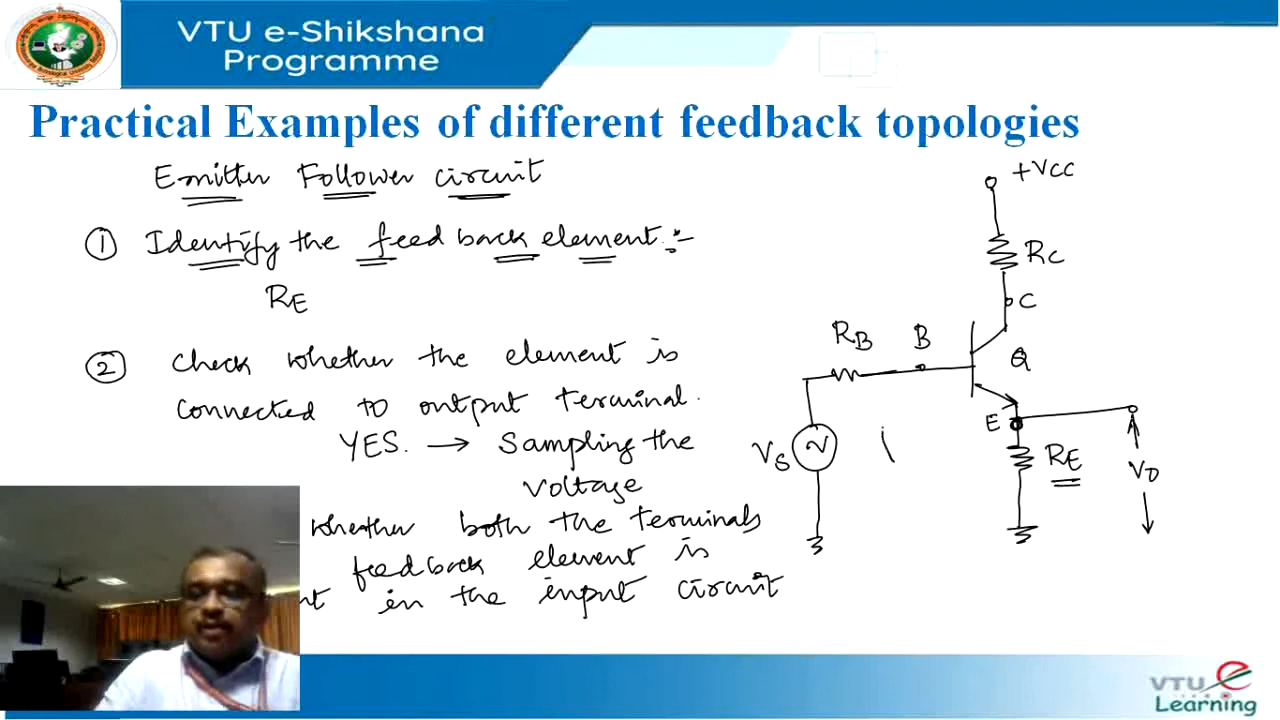 VTU e-Shikshana
Programme
Practical Examples of different feedback topologies
Emitter Follower circuit
① Identify the feedback element :-
RE
② Check whether the element is
connected to output terminal.
YES. → Sampling the
voltage
whether both the terminals
feedback element is
in the input circuit
+VCC
RC
C
RB
B
Q
E
VS
RE
VO
VTU e
Learning